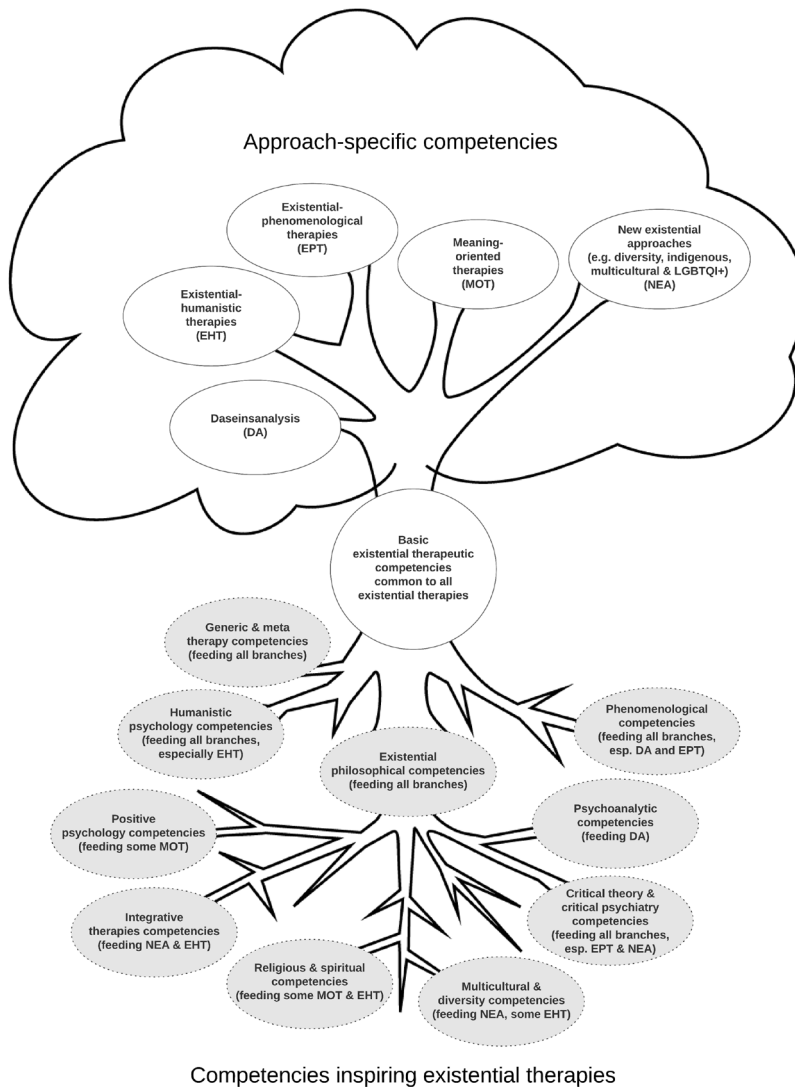 Approach-specific competencies
Existential-
phenomenological
therapies
(EPT)
Meaning-
oriented
therapies
(MOT)
New existential
approaches
(e.g. diversity, indigenous,
multicultural & LGBTQI+)
(NEA)
Existential-
humanistic
therapies
(EHT)
Daseinsanalysis
(DA)
Basic
existential therapeutic
competencies
common to all
existential therapies
Generic & meta
therapy competencies
(feeding all branches)
Humanistic
psychology competencies
(feeding all branches,
especially EHT)
Phenomenological
competencies
(feeding all branches,
esp. DA and EPT)
Existential
philosophical competencies
(feeding all branches)
Positive
psychology competencies
(feeding some MOT)
Psychoanalytic
competencies
(feeding DA)
Integrative
therapies competencies
(feeding NEA & EHT)
Critical theory &
critical psychiatry
competencies
(feeding all branches,
esp. EPT & NEA)
Religious & spiritual
competencies
(feeding some MOT & EHT)
Multicultural &
diversity competencies
(feeding NEA, some EHT)
Competencies inspiring existential therapies